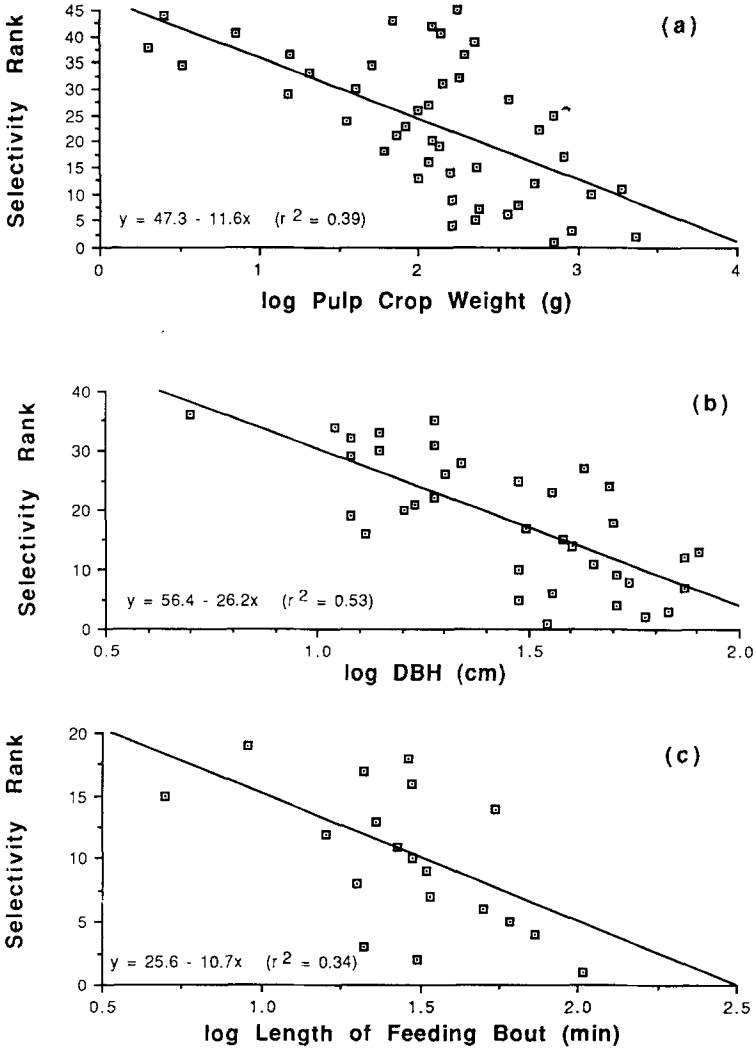 (a)
Selectivity Rank
45
40
35
30
25
20
15
10
5
0
y = 47.3 - 11.6x (r 2 = 0.39)
0 1 2 3 4
log Pulp Crop Weight (g)
(b)
Selectivity Rank
40
30
20
10
0
y = 56.4 - 26.2x (r 2 = 0.53)
0.5 1.0 1.5 2.0
log DBH (cm)
(c)
Selectivity Rank
20
15
10
5
0
y = 25.6 - 10.7x (r 2 = 0.34)
0.5 1.0 1.5 2.0 2.5
log Length of Feeding Bout (min)